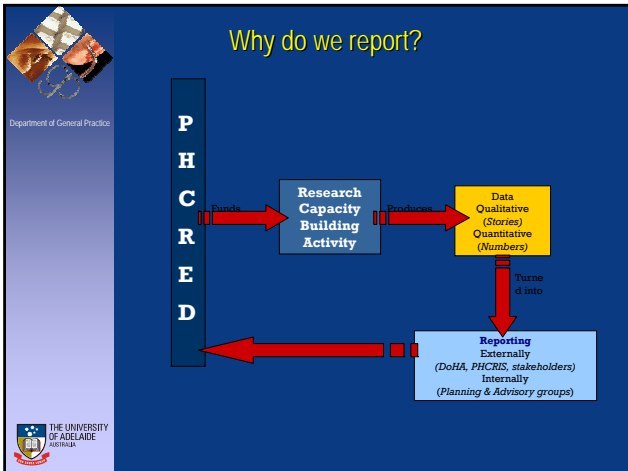 Why do we report?
Department of General Practice
P
H
C
R
E
D
Funds
Research
Capacity
Building
Activity
Produces
Data
Qualitative
(Stories)
Quantitative
(Numbers)
Turne
d into
Reporting
Externally
(DoHA, PHCRIS, stakeholders)
Internally
(Planning & Advisory groups)
THE UNIVERSITY
OF ADELAIDE
AUSTRALIA